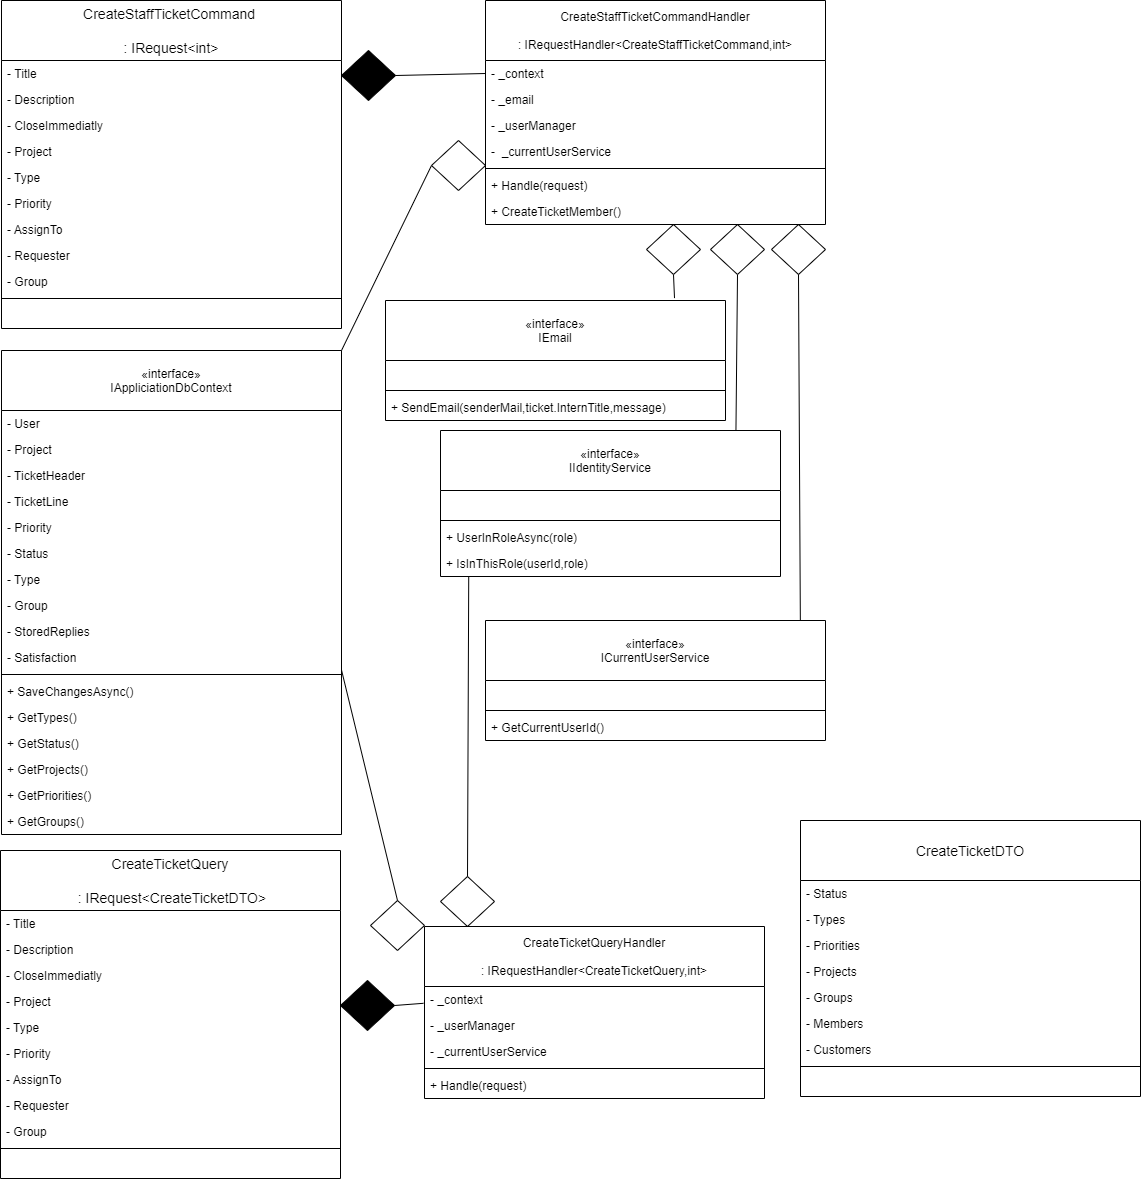 CreateStaffTicketCommand
: IRequest<int>
- Title
- Description
- CloseImmediatly
- Project
- Type
- Priority
- AssignTo
- Requester
- Group
CreateStaffTicketCommandHandler
: IRequestHandler<CreateStaffTicketCommand,int>
- _context
- _email
- _userManager
- _currentUserService
+ Handle(request)
+ CreateTicketMember()
«interface»
IEmail
+ SendEmail(senderMail,ticket.InternTitle,message)
«interface»
IAppliciationDbContext
- User
- Project
- TicketHeader
- TicketLine
- Priority
- Status
- Type
- Group
- StoredReplies
- Satisfaction
+ SaveChangesAsync()
+ GetTypes()
+ GetStatus()
+ GetProjects()
+ GetPriorities()
+ GetGroups()
«interface»
IIdentityService
+ UserInRoleAsync(role)
+ IsInThisRole(userId,role)
«interface»
ICurrentUserService
+ GetCurrentUserId()
CreateTicketQuery
: IRequest<CreateTicketDTO>
- Title
- Description
- CloseImmediatly
- Project
- Type
- Priority
- AssignTo
- Requester
- Group
CreateTicketQueryHandler
: IRequestHandler<CreateTicketQuery,int>
- _context
- _userManager
- _currentUserService
+ Handle(request)
CreateTicketDTO
- Status
- Types
- Priorities
- Projects
- Groups
- Members
- Customers